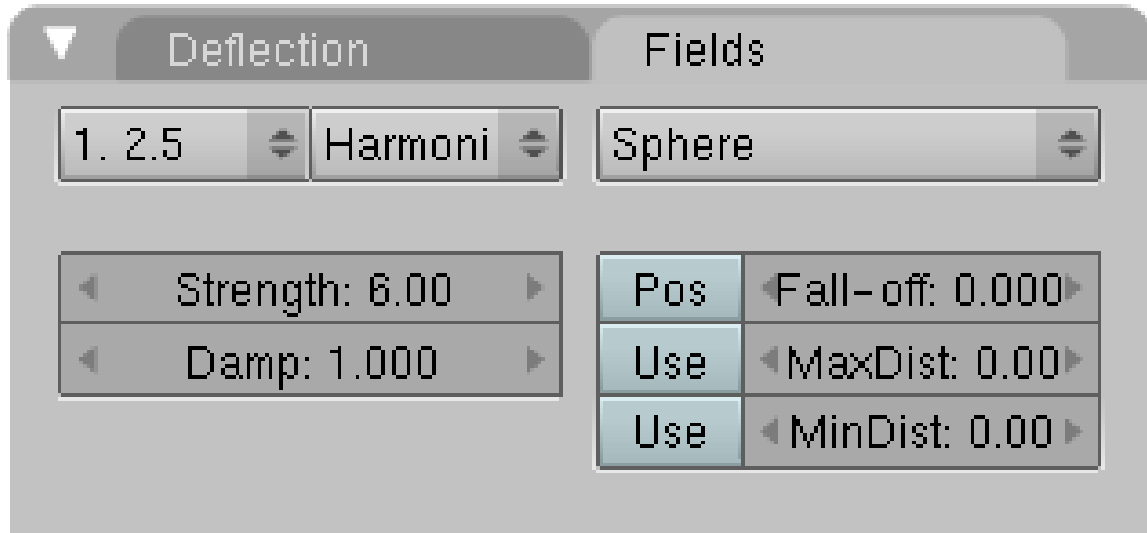 Deflection Fields
1. 2.5 Harmoni Sphere
Strength: 6.00 Pos Fall-off: 0.000
Damp: 1.000 Use MaxDist: 0.00
Use MinDist: 0.00